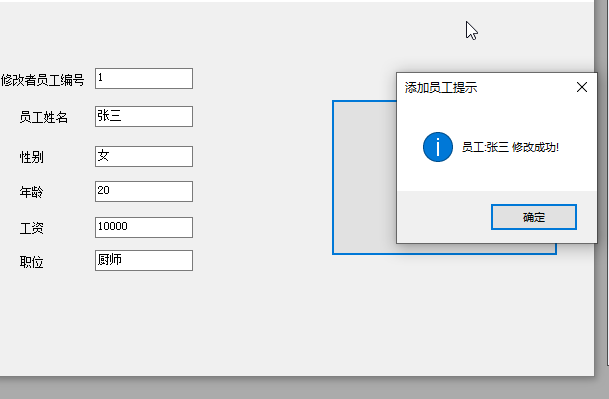 修改者员工编号 1
员工姓名 张三
性别 女
年龄 20
工资 10000
职位 厨师
添加员工提示
员工:张三 修改成功!
确定